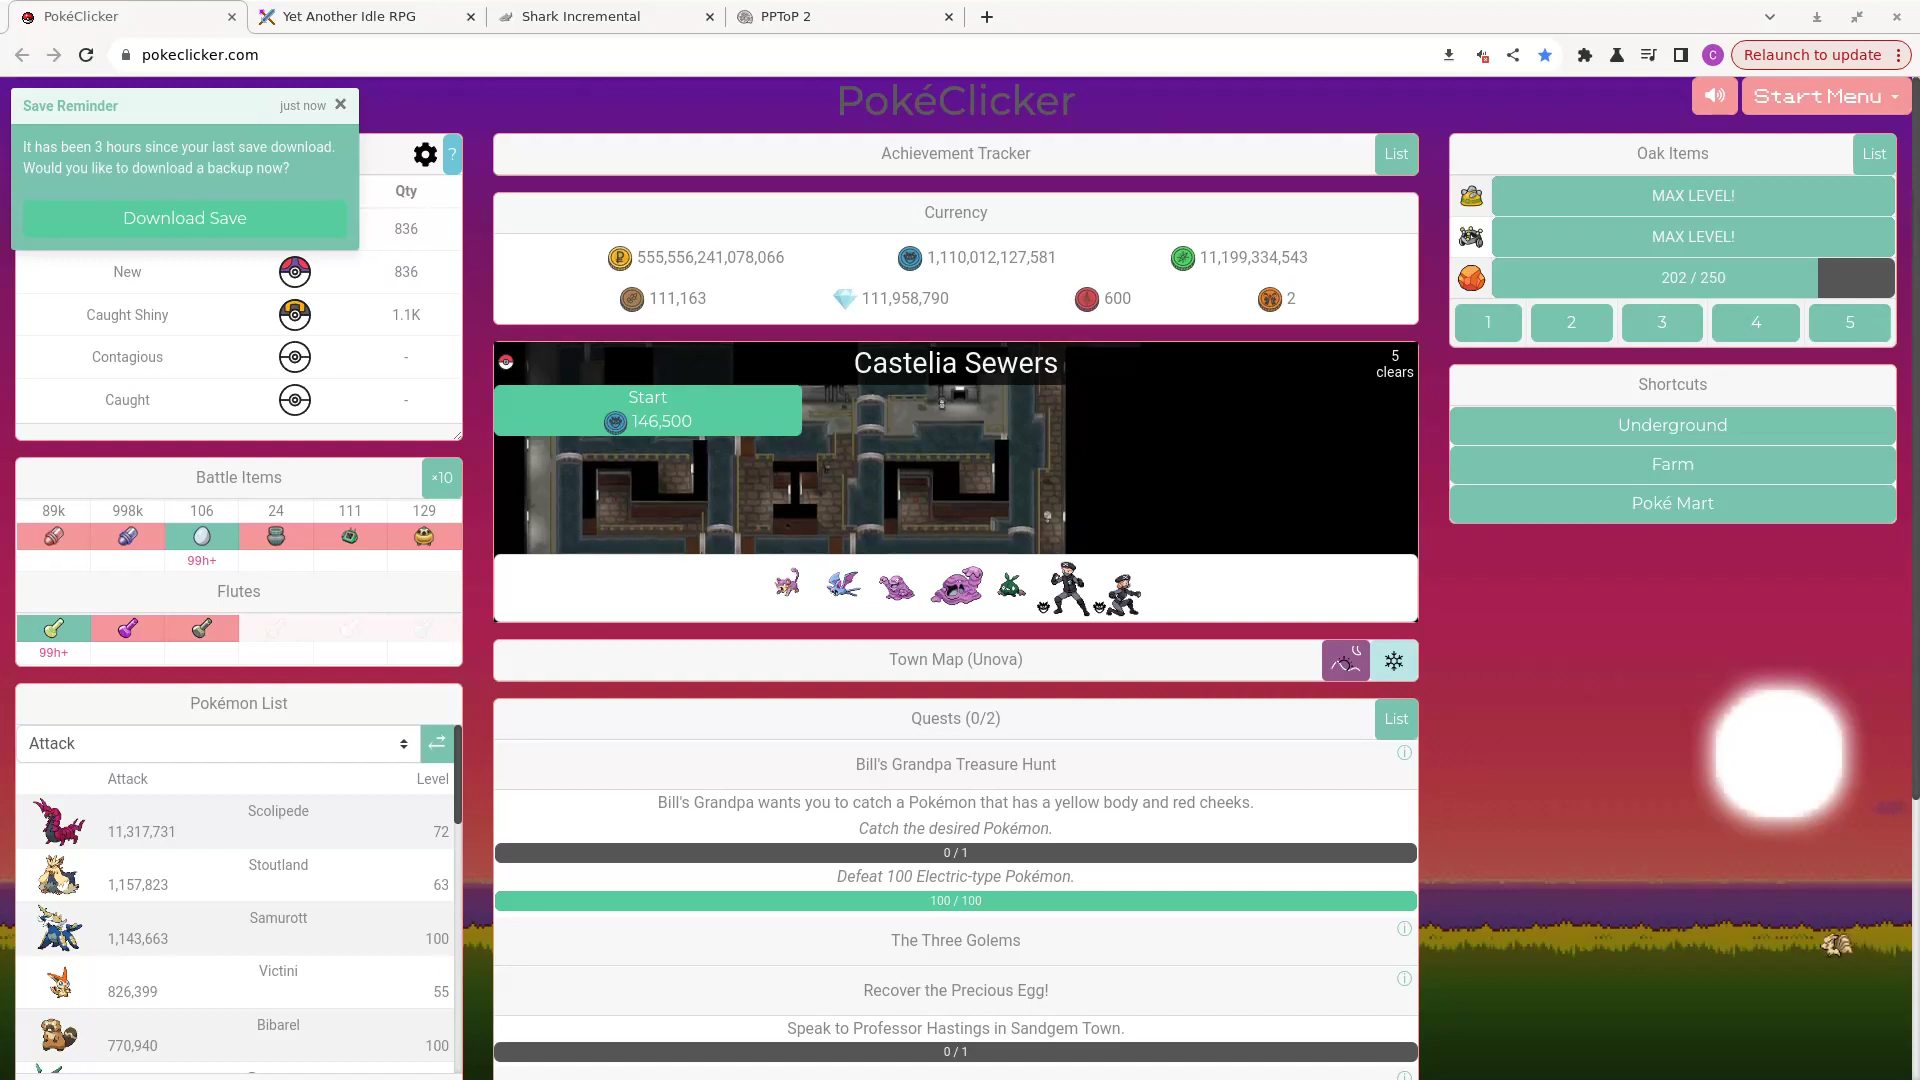 PokéClicker
Yet Another Idle RPG
Shark Incremental
PPToP 2
pokeclicker.com
C
Relaunch to update
PokéClicker
Start Menu
Save Reminder
just now
It has been 3 hours since your last save download.
Would you like to download a backup now?
Download Save
?
Qty
836
New
836
Caught Shiny
1.1K
Contagious
-
Caught
-
Battle Items
×10
89k 998k 106 24 111 129
99h+
Flutes
99h+
Pokémon List
Attack
Attack Level
Scolipede
11,317,731 72
Stoutland
1,157,823 63
Samurott
1,143,663 100
Victini
826,399 55
Bibarel
770,940 100
Achievement Tracker
List
Currency
555,556,241,078,066 1,110,012,127,581 11,199,334,543
111,163 111,958,790 600 2
Castelia Sewers
5
clears
Start
146,500
Town Map (Unova)
Quests (0/2)
List
Bill's Grandpa Treasure Hunt
Bill's Grandpa wants you to catch a Pokémon that has a yellow body and red cheeks.
Catch the desired Pokémon.
0 / 1
Defeat 100 Electric-type Pokémon.
100 / 100
The Three Golems
Recover the Precious Egg!
Speak to Professor Hastings in Sandgem Town.
0 / 1
Oak Items
List
MAX LEVEL!
MAX LEVEL!
202 / 250
1 2 3 4 5
Shortcuts
Underground
Farm
Poké Mart